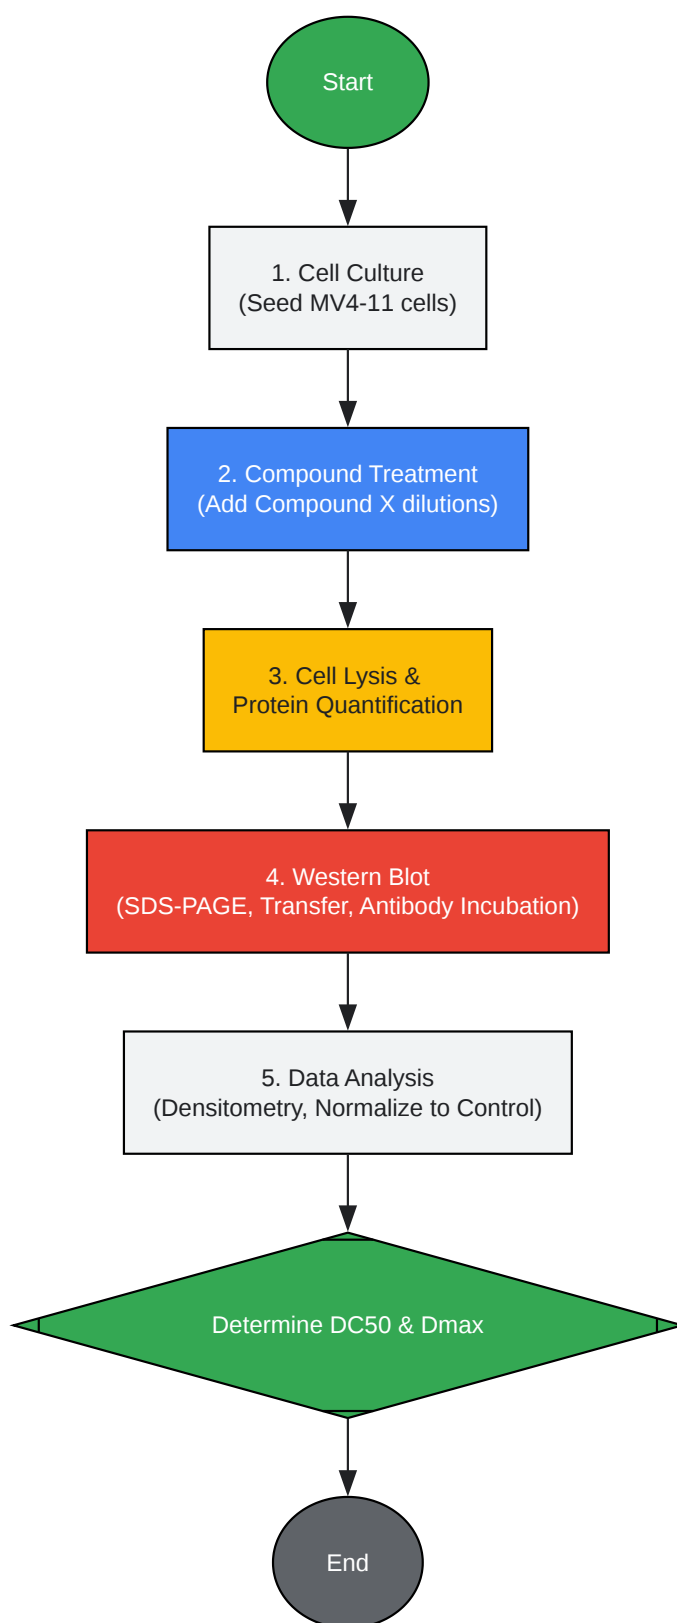 Start
1. Cell Culture
(Seed MV4-11 cells)
2. Compound Treatment
(Add Compound X dilutions)
3. Cell Lysis &
Protein Quantification
4. Western Blot
(SDS-PAGE, Transfer, Antibody Incubation)
5. Data Analysis
(Densitometry, Normalize to Control)
Determine DC50 & Dmax
End